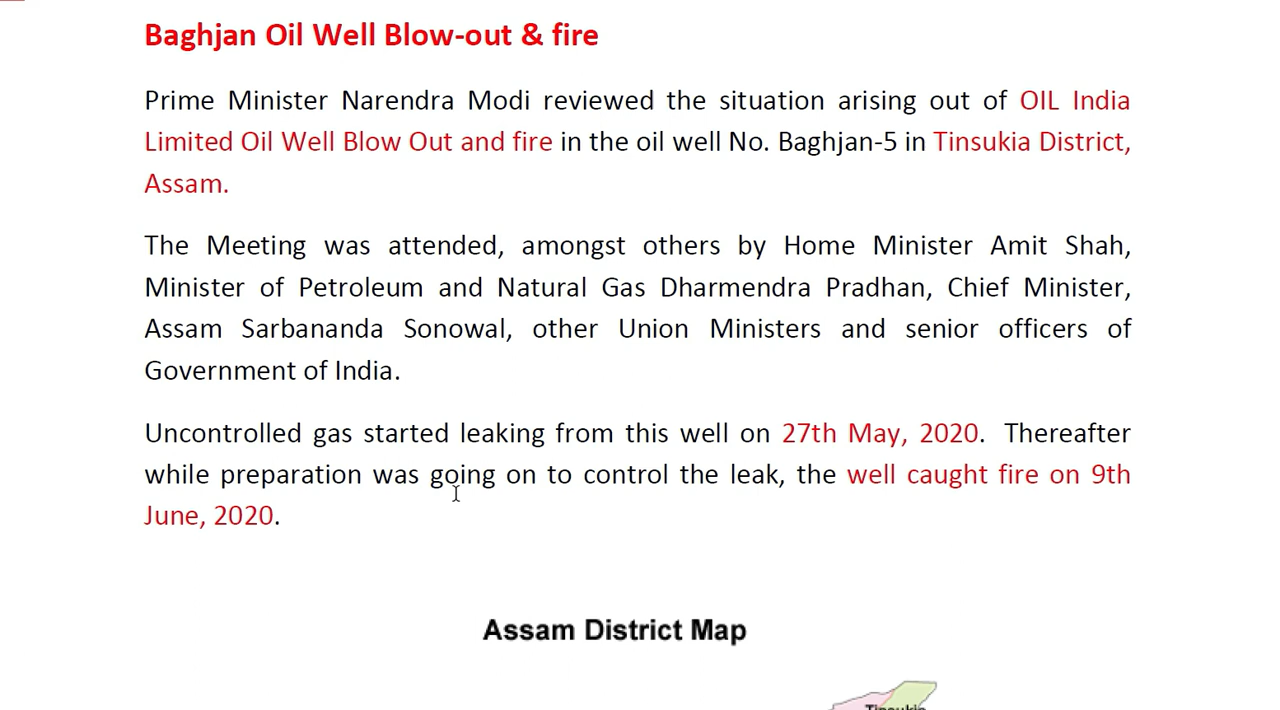 Baghjan Oil Well Blow-out & fire
Prime Minister Narendra Modi reviewed the situation arising out of OIL India
Limited Oil Well Blow Out and fire in the oil well No. Baghjan-5 in Tinsukia District,
Assam.
The Meeting was attended, amongst others by Home Minister Amit Shah,
Minister of Petroleum and Natural Gas Dharmendra Pradhan, Chief Minister,
Assam Sarbananda Sonowal, other Union Ministers and senior officers of
Government of India.
Uncontrolled gas started leaking from this well on 27th May, 2020. Thereafter
while preparation was going on to control the leak, the well caught fire on 9th
June, 2020.
Assam District Map
Tinsukia